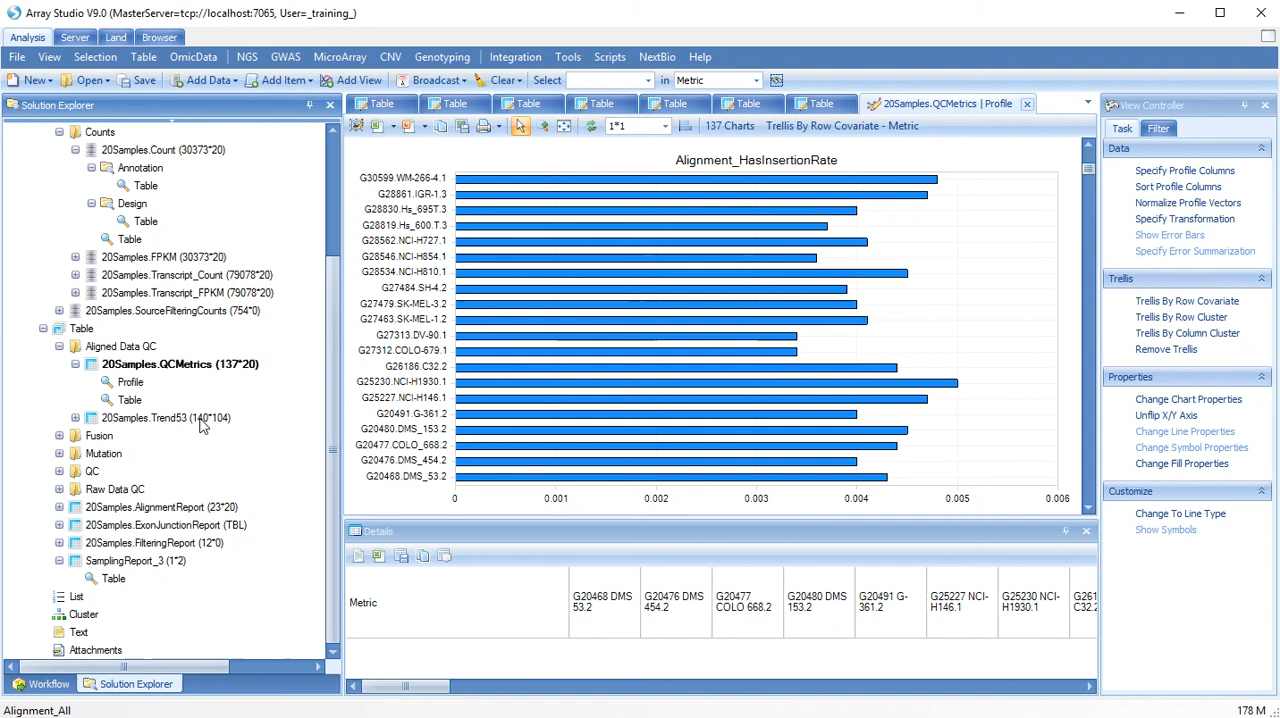 Array Studio V9.0 (MasterServer=tcp://localhost:7065, User=_training_)
Analysis Server Land Browser
File View Selection Table OmicData NGS GWAS MicroArray CNV Genotyping Integration Tools Scripts NextBio Help
New Open Save Add Data Add Item Add View Broadcast Clear Select in Metric
Solution Explorer
Table Table Table Table Table Table Table 20Samples.QCMetrics | Profile
View Controller
1*1 137 Charts Trellis By Row Covariate - Metric
Task Filter
Counts
20Samples.Count (30373*20)
Annotation
Table
Design
Table
Table
20Samples.FPKM (30373*20)
20Samples.Transcript_Count (79078*20)
20Samples.Transcript_FPKM (79078*20)
20Samples.SourceFilteringCounts (754*0)
Table
Aligned Data QC
20Samples.QCMetrics (137*20)
Profile
Table
20Samples.Trend53 (140*104)
Fusion
Mutation
QC
Raw Data QC
20Samples.AlignmentReport (23*20)
20Samples.ExonJunctionReport (TBL)
20Samples.FilteringReport (12*0)
SamplingReport_3 (1*2)
Table
List
Cluster
Text
Attachments
Workflow Solution Explorer
Alignment_HasInsertionRate
G30599.WM-266-4.1
G28861.IGR-1.3
G28830.Hs_695T.3
G28819.Hs_600.T.3
G28562.NCI-H727.1
G28546.NCI-H854.1
G28534.NCI-H810.1
G27484.SH-4.2
G27479.SK-MEL-3.2
G27463.SK-MEL-1.2
G27313.DV-90.1
G27312.COLO-679.1
G26186.C32.2
G25230.NCI-H1930.1
G25227.NCI-H146.1
G20491.G-361.2
G20480.DMS_153.2
G20477.COLO_668.2
G20476.DMS_454.2
G20468.DMS_53.2
0 0.001 0.002 0.003 0.004 0.005 0.006
Details
Metric
G20468 DMS
53.2
G20476 DMS
454.2
G20477
COLO 668.2
G20480 DMS
153.2
G20491 G-
361.2
G25227 NCI-
H146.1
G25230 NCI-
H1930.1
G261
C32.2
Data
Specify Profile Columns
Sort Profile Columns
Normalize Profile Vectors
Specify Transformation
Show Error Bars
Specify Error Summarization
Trellis
Trellis By Row Covariate
Trellis By Row Cluster
Trellis By Column Cluster
Remove Trellis
Properties
Change Chart Properties
Unflip X/Y Axis
Change Line Properties
Change Symbol Properties
Change Fill Properties
Customize
Change To Line Type
Show Symbols
Alignment_All
178 M